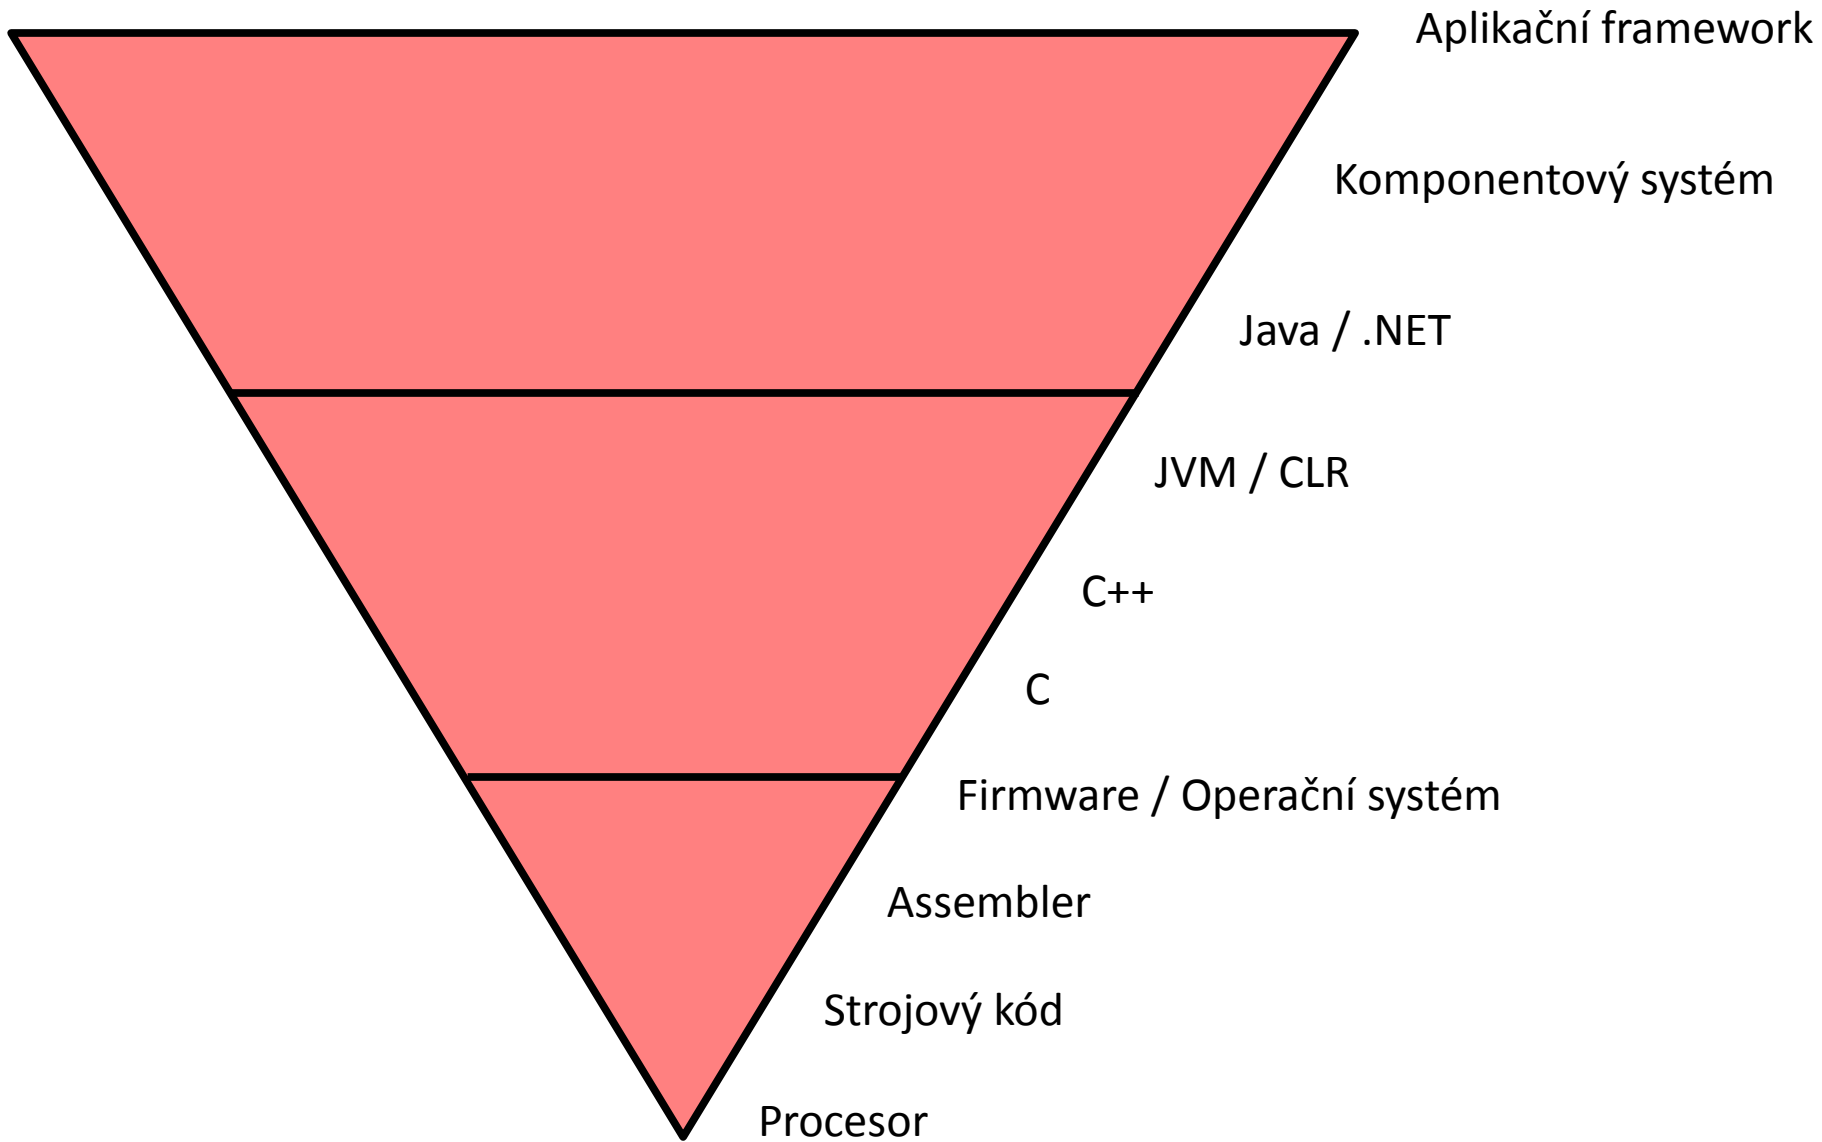 Aplikační framework
Komponentový systém
Java / .NET
JVM / CLR
C++
C
Firmware / Operační systém
Assembler
Strojový kód
Procesor